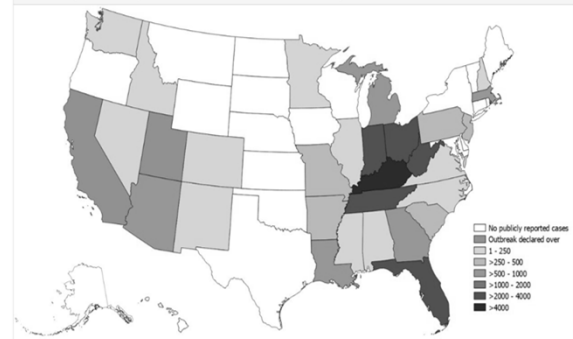 No publicly reported cases
Outbreak declared over
1 - 250
>250 - 500
>500 - 1000
>1000 - 2000
>2000 - 4000
>4000